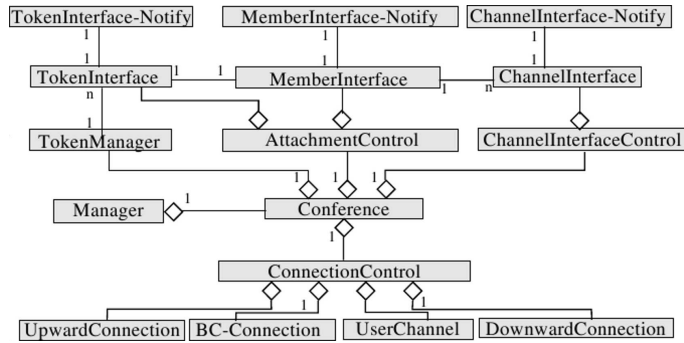 TokenInterface-Notify MemberInterface-Notify ChannelInterface-Notify
1 1 1
1 1 1
TokenInterface 1 1 MemberInterface 1 n ChannelInterface
n
1
TokenManager AttachmentControl ChannelInterfaceControl
1 1 1
Manager 1 Conference
1
ConnectionControl
1 1
UpwardConnection BC-Connection UserChannel DownwardConnection